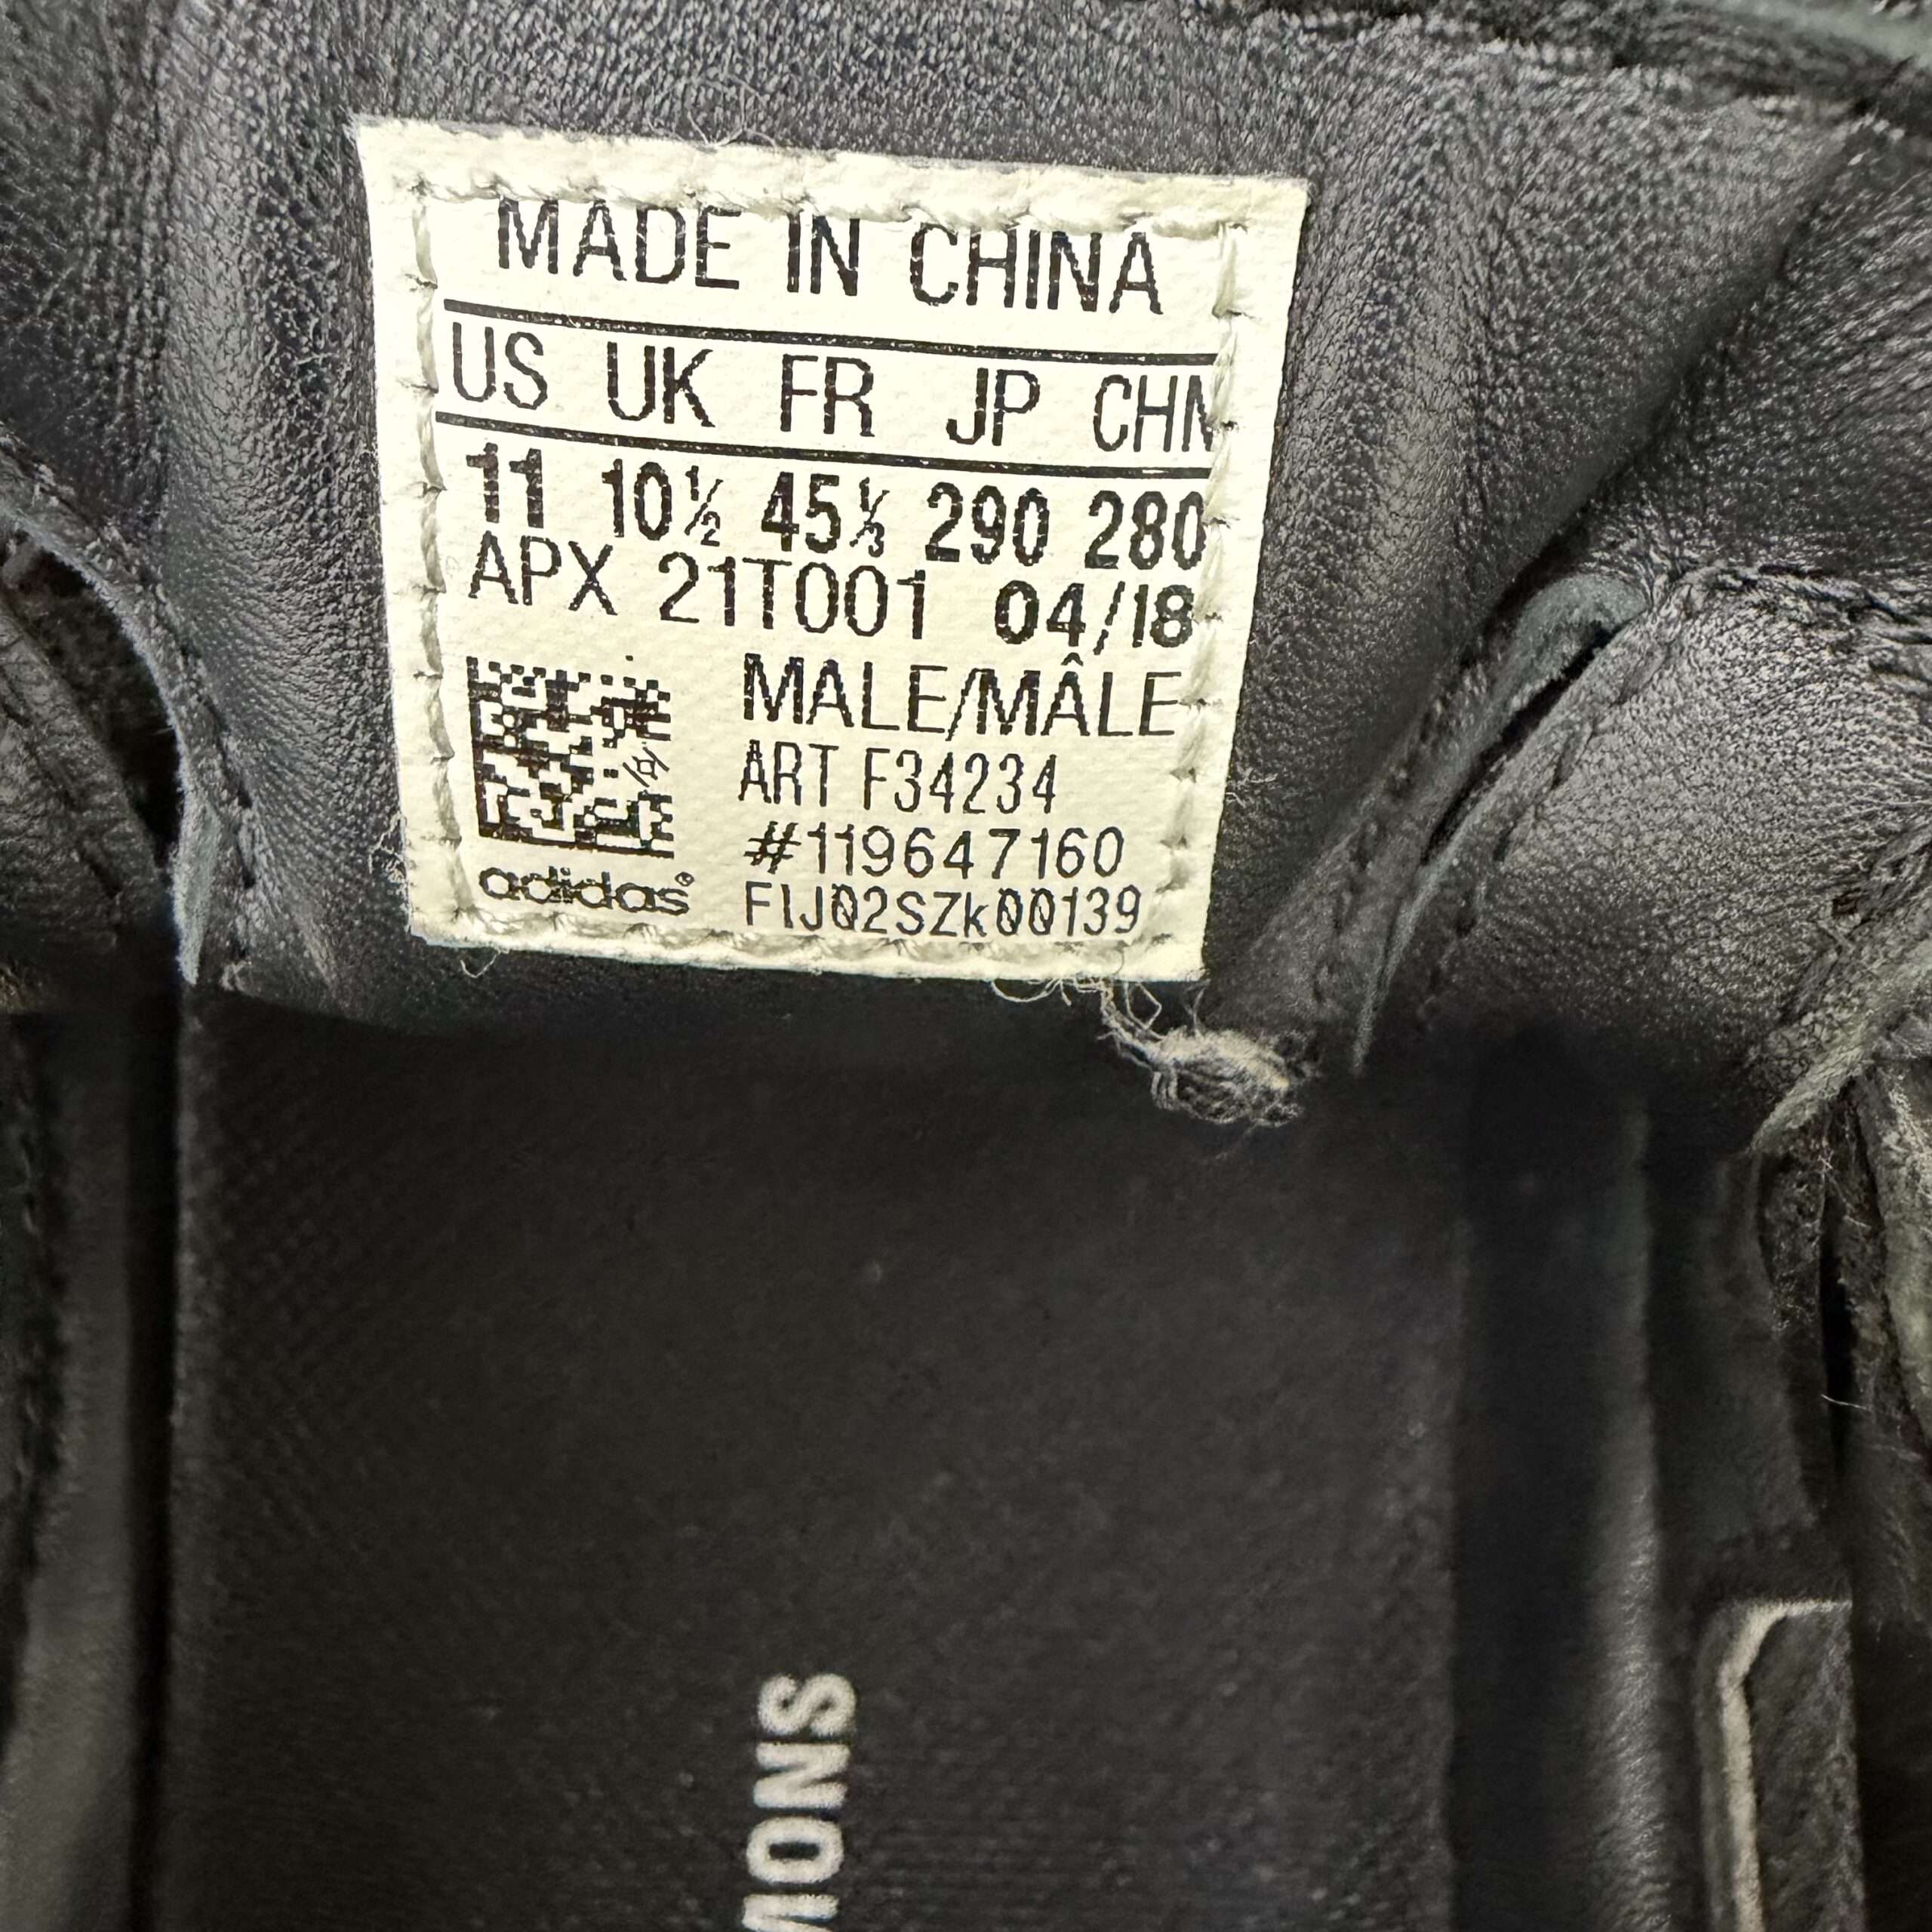 MADE IN CHINA
US UK FR JP CHN
11 10½ 45⅓ 290 280
APX 21T001 04/18
MALE/MÂLE
ART F34234
#119647160
adidas® FIJ02SZk00139